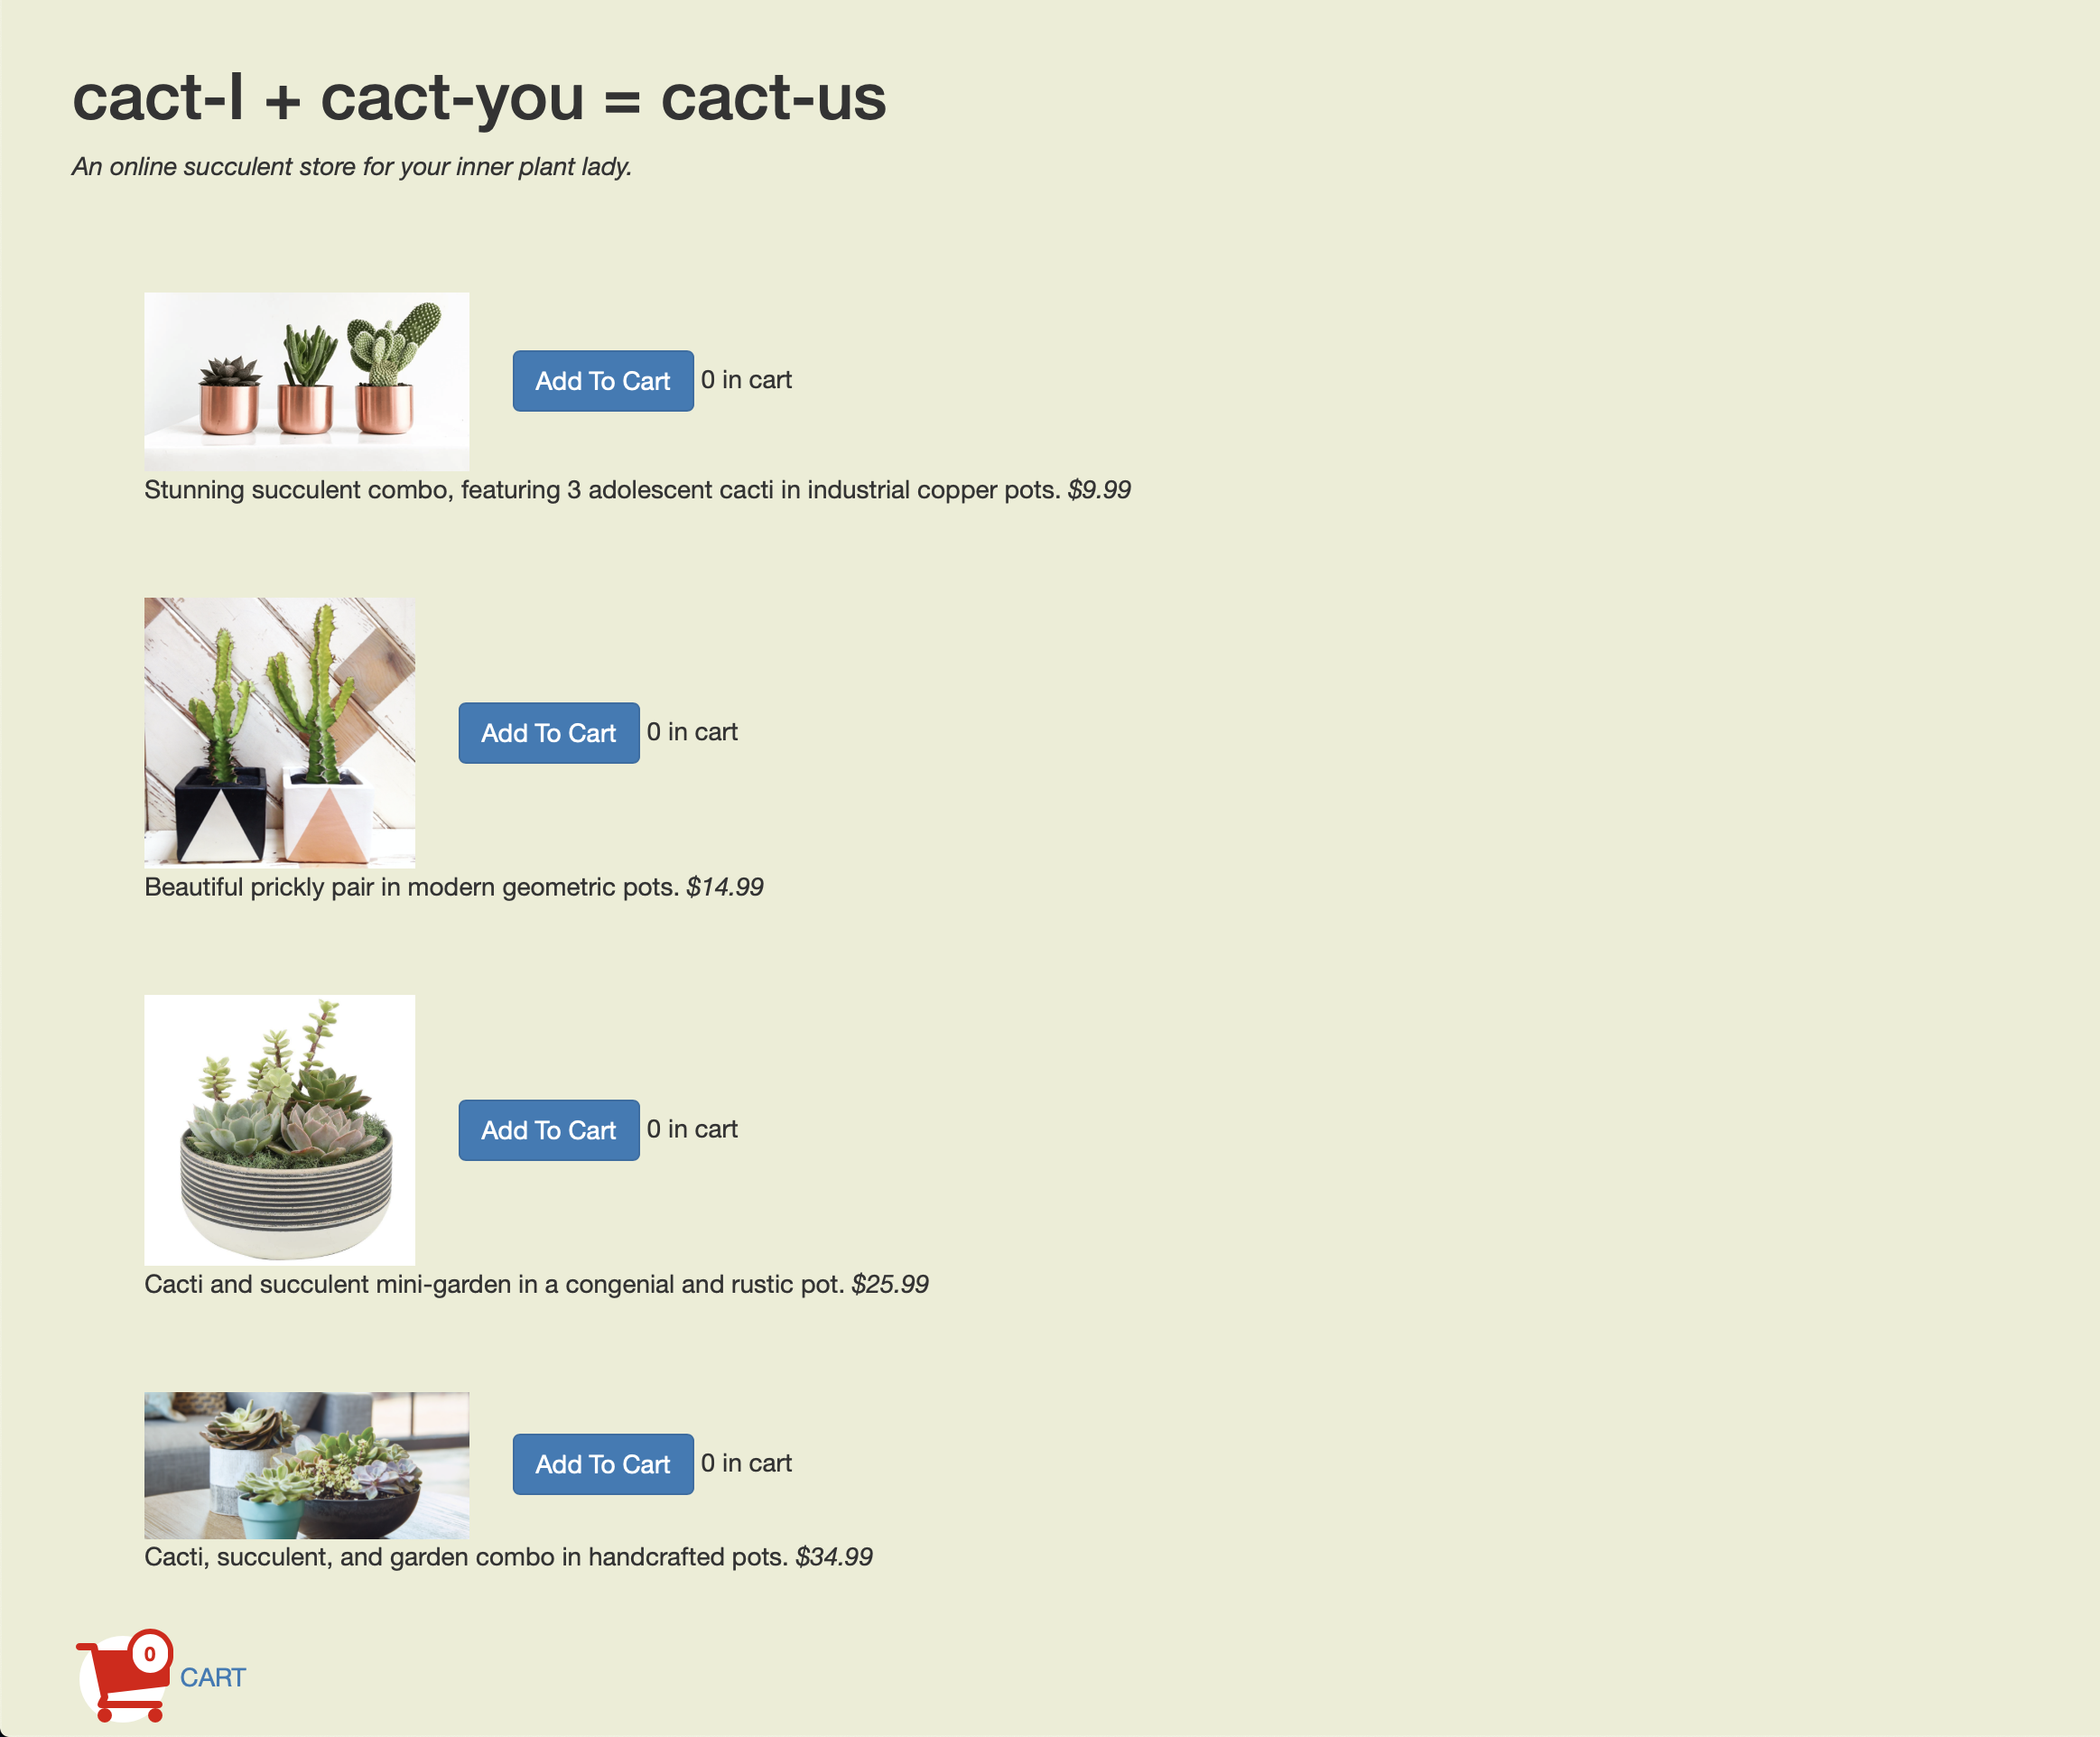 cact-I + cact-you = cact-us
An online succulent store for your inner plant lady.
Add To Cart 0 in cart
Stunning succulent combo, featuring 3 adolescent cacti in industrial copper pots. $9.99
Add To Cart 0 in cart
Beautiful prickly pair in modern geometric pots. $14.99
Add To Cart 0 in cart
Cacti and succulent mini-garden in a congenial and rustic pot. $25.99
Add To Cart 0 in cart
Cacti, succulent, and garden combo in handcrafted pots. $34.99
0
CART